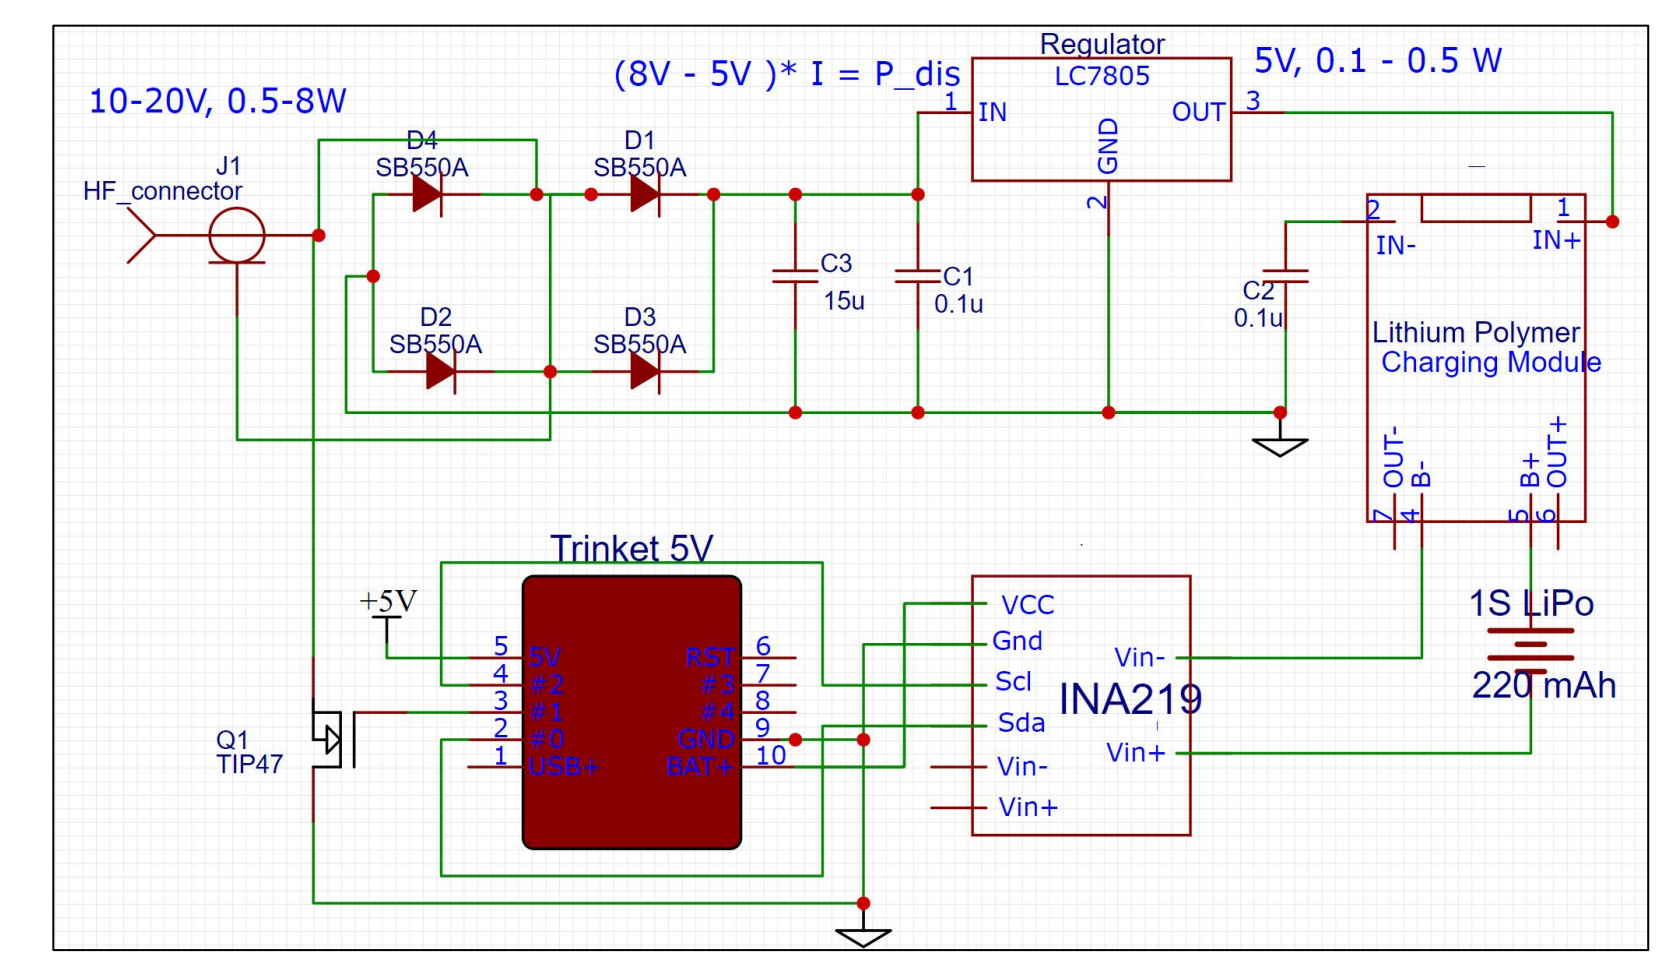 Regulator
(8V - 5V )* I = P_dis
LC7805
5V, 0.1 - 0.5 W
10-20V, 0.5-8W
1
IN
OUT
3
GND
2
D4
SB550A
D1
SB550A
J1
HF_connector
2
1
IN-
IN+
C3
15u
C1
0.1u
C2
0.1u
D2
SB550A
D3
SB550A
Lithium Polymer
Charging Module
OUT-
B-
B+
OUT+
7
4
5
6
Trinket 5V
+5V
5
5V
4
#2
3
#1
2
#0
1
USB+
RST
6
#3
7
#4
8
GND
9
BAT+
10
Q1
TIP47
VCC
Gnd
Scl
Sda
Vin-
Vin+
INA219
Vin-
Vin+
1S LiPo
220 mAh